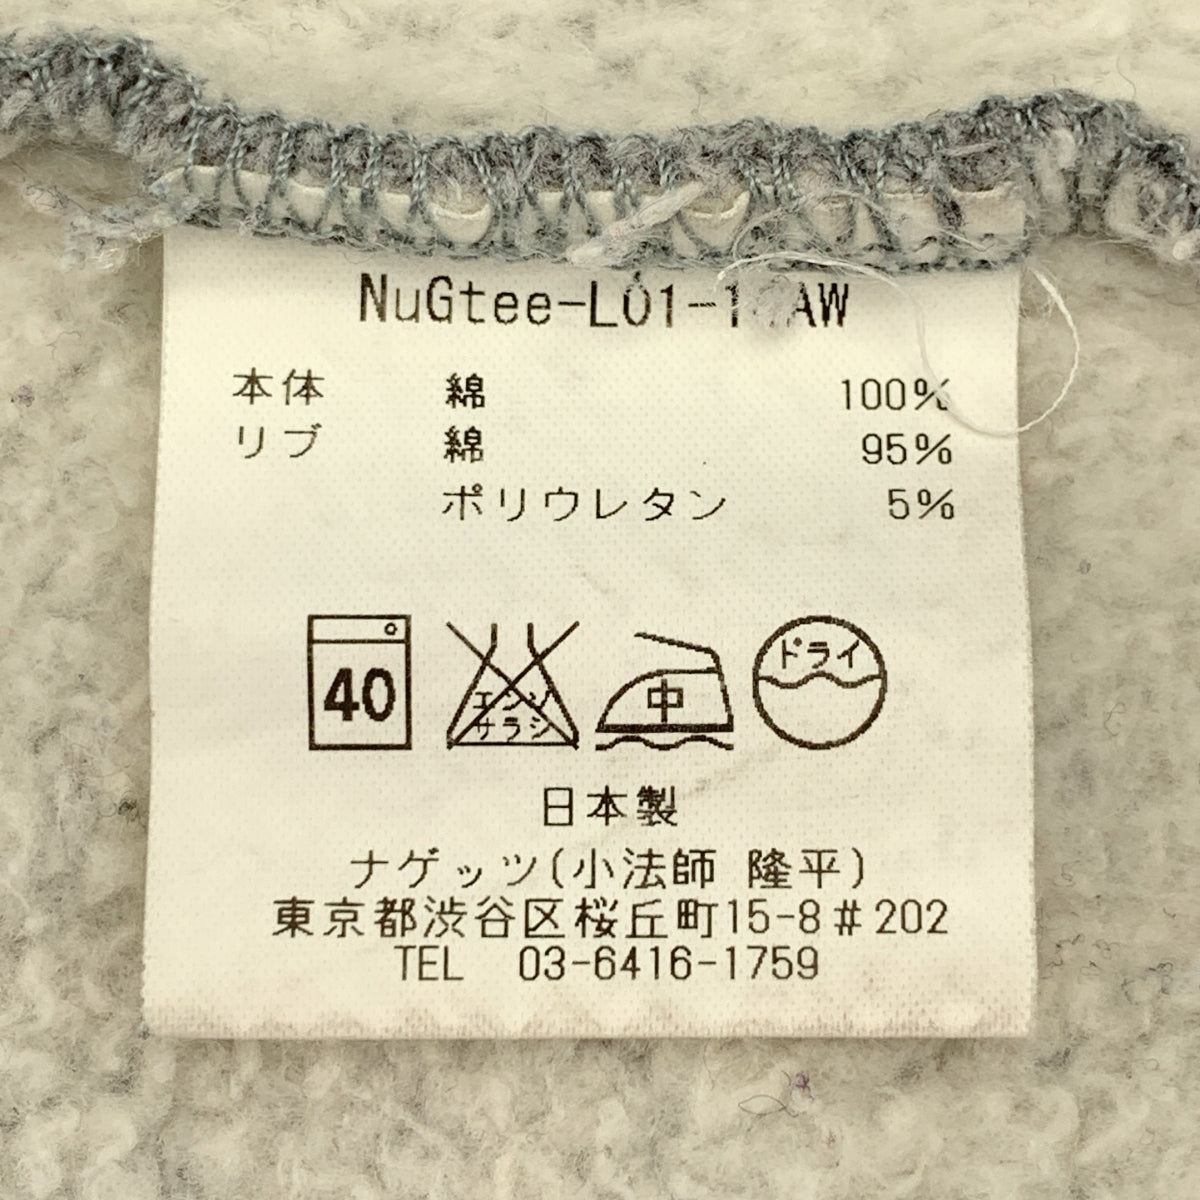 NuGtee-L01-1 AW
本体 綿 100%
リブ 綿 95%
ポリウレタン 5%
40 エンソサラシ 中 ドライ
日本製
ナゲッツ(小法師 隆平)
東京都渋谷区桜丘町15-8#202
TEL 03-6416-1759